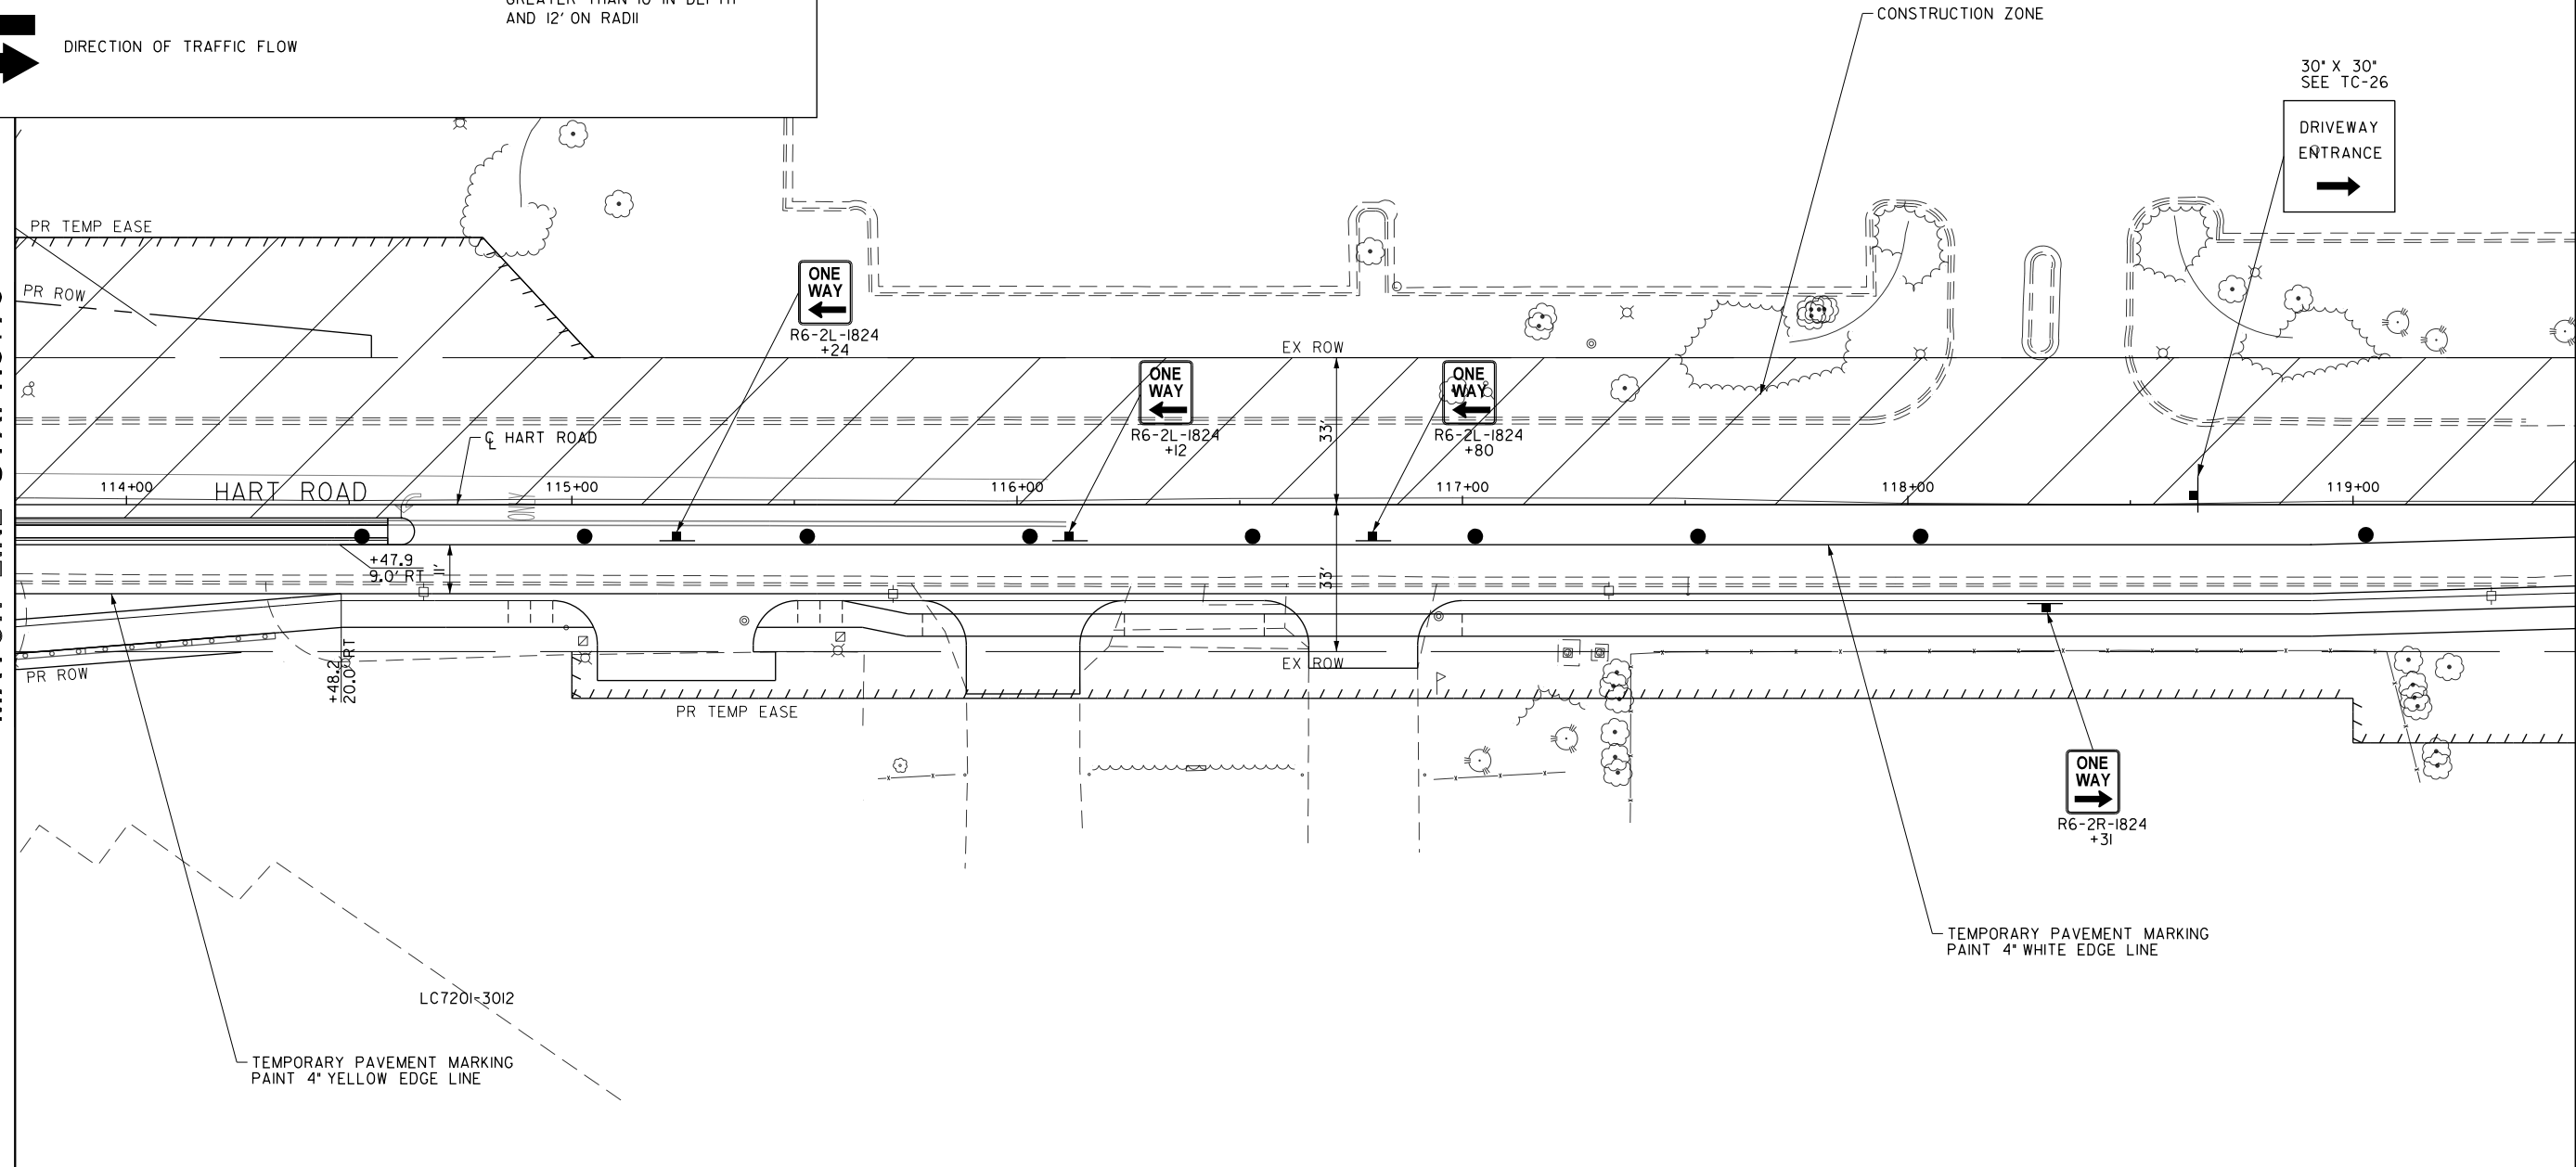 AND 12' ON RADII
DIRECTION OF TRAFFIC FLOW
CONSTRUCTION ZONE
30" X 30"
SEE TC-26
DRIVEWAY
ENTRANCE
PR TEMP EASE
PR ROW
ONE
WAY
R6-2L-1824
+24
EX ROW
ONE
WAY
R6-2L-1824
+12
ONE
WAY
R6-2L-1824
+80
33'
℄ HART ROAD
114+00
HART ROAD
115+00
116+00
117+00
118+00
119+00
+47.9
9.0' RT
11'
33'
+48.2
20.0' RT
PR ROW
EX ROW
PR TEMP EASE
ONE
WAY
R6-2R-1824
+31
TEMPORARY PAVEMENT MARKING
PAINT 4" WHITE EDGE LINE
LC7201-3012
TEMPORARY PAVEMENT MARKING
PAINT 4" YELLOW EDGE LINE